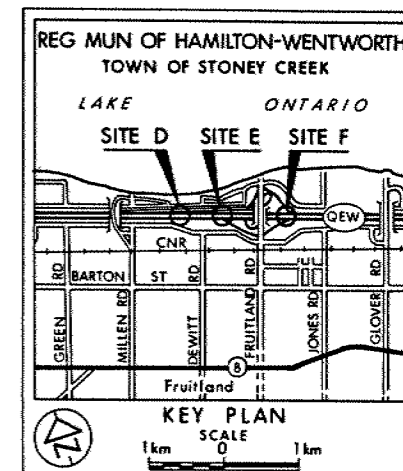 REG MUN OF HAMILTON-WENTWORTH
TOWN OF STONEY CREEK
LAKE ONTARIO
SITE D SITE E SITE F
QEW
CNR
BARTON ST
GREEN RD
MILLEN RD
DEWITT RD
FRUITLAND RD
JONES RD
GLOVER RD
8
Fruitland
KEY PLAN
SCALE
1km 0 1km